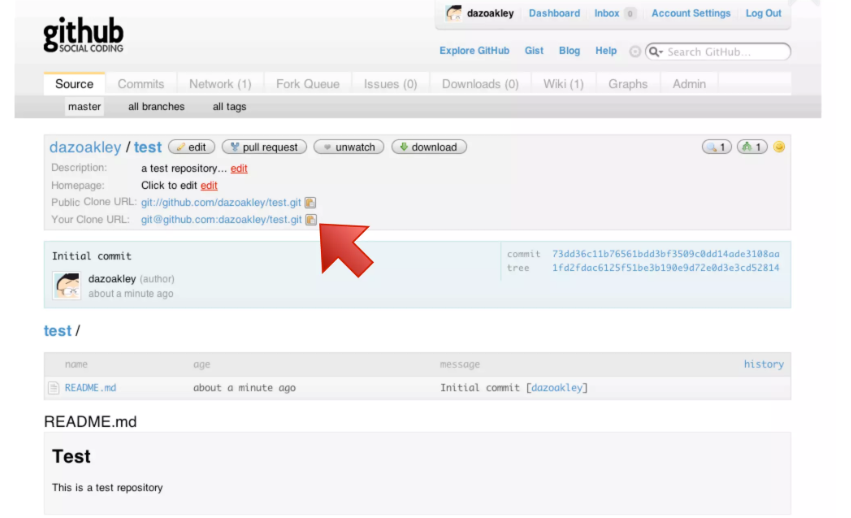 github
SOCIAL CODING
dazoakley Dashboard Inbox 0 Account Settings Log Out
Explore GitHub Gist Blog Help Search GitHub...
Source Commits Network (1) Fork Queue Issues (0) Downloads (0) Wiki (1) Graphs Admin
master all branches all tags
dazoakley / test edit pull request unwatch download 1 1
Description: a test repository... edit
Homepage: Click to edit edit
Public Clone URL: git://github.com/dazoakley/test.git
Your Clone URL: git@github.com:dazoakley/test.git
Initial commit
dazoakley (author)
about a minute ago
commit 73dd36c11b76561bdd3bf3509c0dd14ade3108aa
tree 1fd2fdac6125f51be3b190e9d72e0d3e3cd52814
test /
name age message history
README.md about a minute ago Initial commit [dazoakley]
README.md
Test
This is a test repository